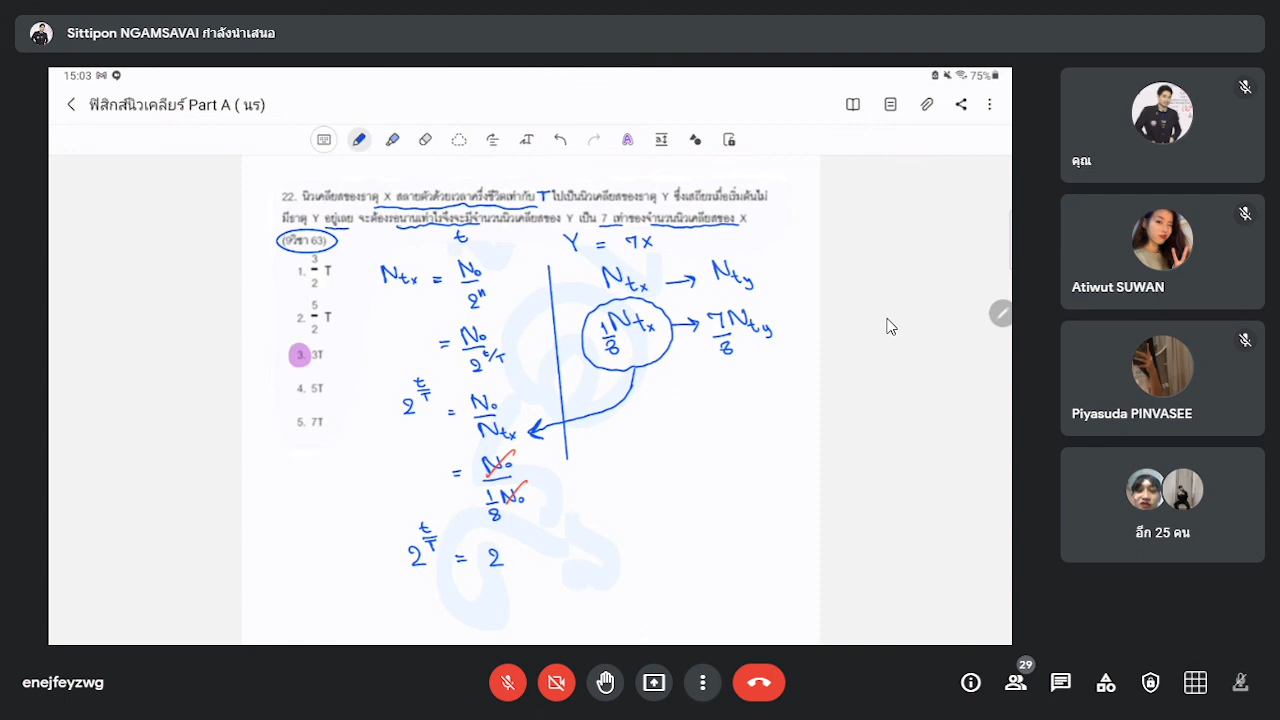 Sittipon NGAMSAVAI กำลังนำเสนอ
15:03
75%
ฟิสิกส์นิวเคลียร์ Part A ( นร)
22. นิวเคลียสของธาตุ X สลายตัวด้วยเวลาครึ่งชีวิตเท่ากับ T ไปเป็นนิวเคลียสของธาตุ Y ซึ่งเสถียรเมื่อเริ่มต้นไม่
มีธาตุ Y อยู่เลย จะต้องรอนานเท่าไรจึงจะมีจำนวนนิวเคลียสของ Y เป็น 7 เท่าของจำนวนนิวเคลียสของ X
(9วิชา 63)
t
Y = 7X
1. 3/2 T
2. 5/2 T
3. 3T
4. 5T
5. 7T
Ntx = N₀/2ⁿ
= N₀/2^t/T
2^t/T = N₀/Ntx
= N₀/(1/8 N₀)
2^t/T = 2
Ntx → Nty
1/8 Ntx → 7/8 Nty
คุณ
Atiwut SUWAN
Piyasuda PINVASEE
อีก 25 คน
enejfeyzwg
29